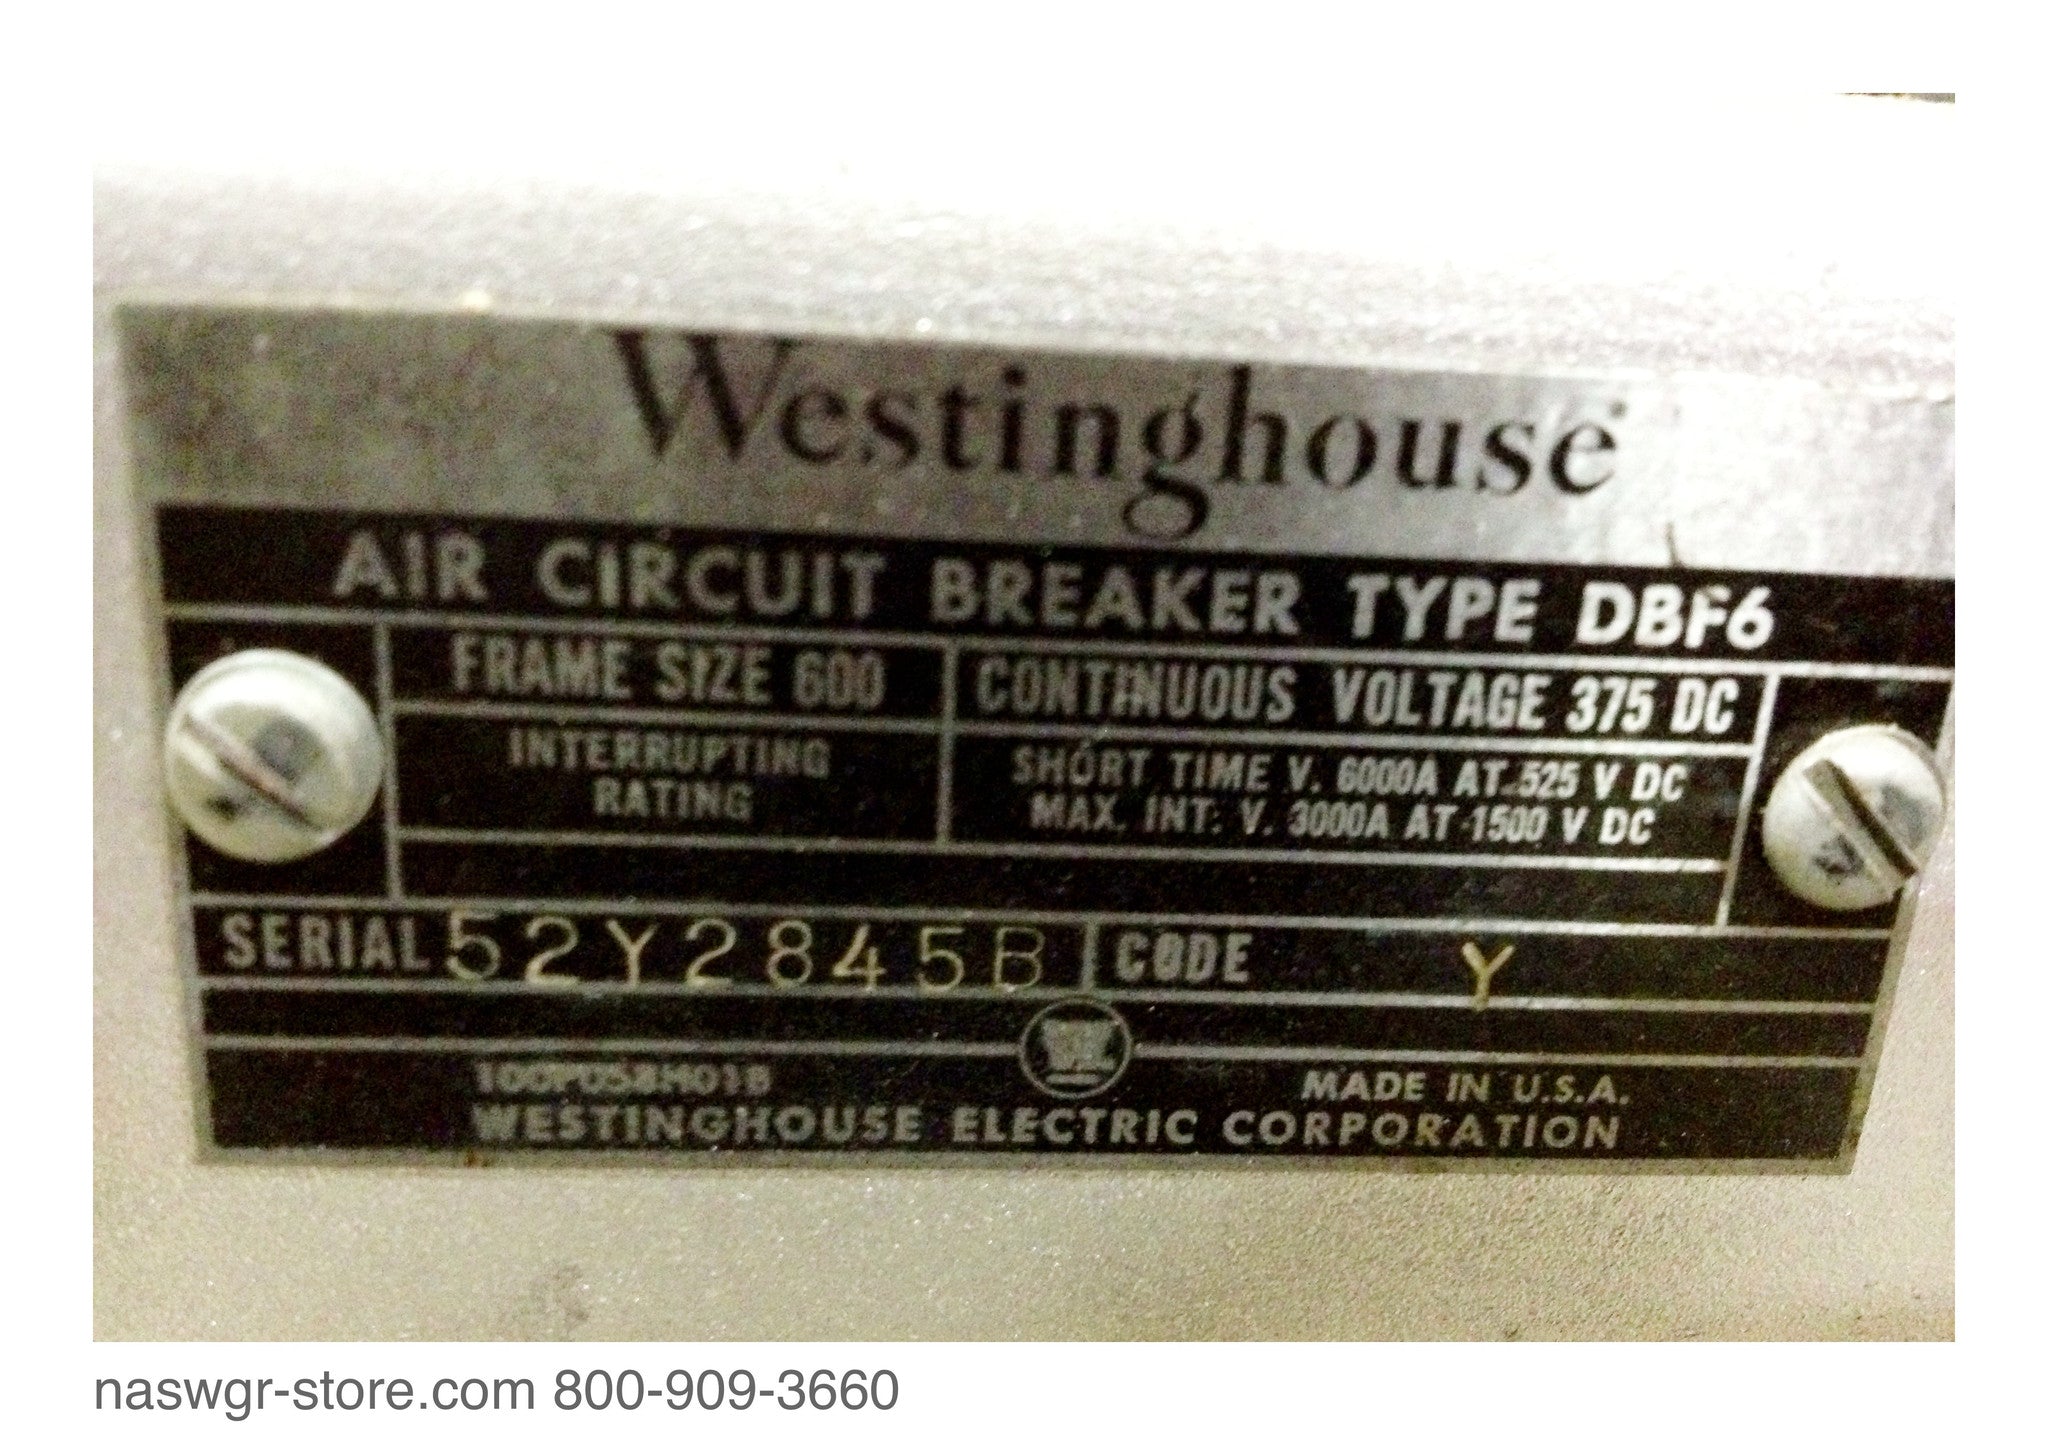 Westinghouse
AIR CIRCUIT BREAKER TYPE DBF6
FRAME SIZE 600
CONTINUOUS VOLTAGE 375 DC
INTERRUPTING
RATING
SHORT TIME V. 6000A AT 525 V DC
MAX. INT. V. 3000A AT 1500 V DC
SERIAL 52Y2845B
CODE Y
MADE IN U.S.A.
WESTINGHOUSE ELECTRIC CORPORATION
naswgr-store.com 800-909-3660